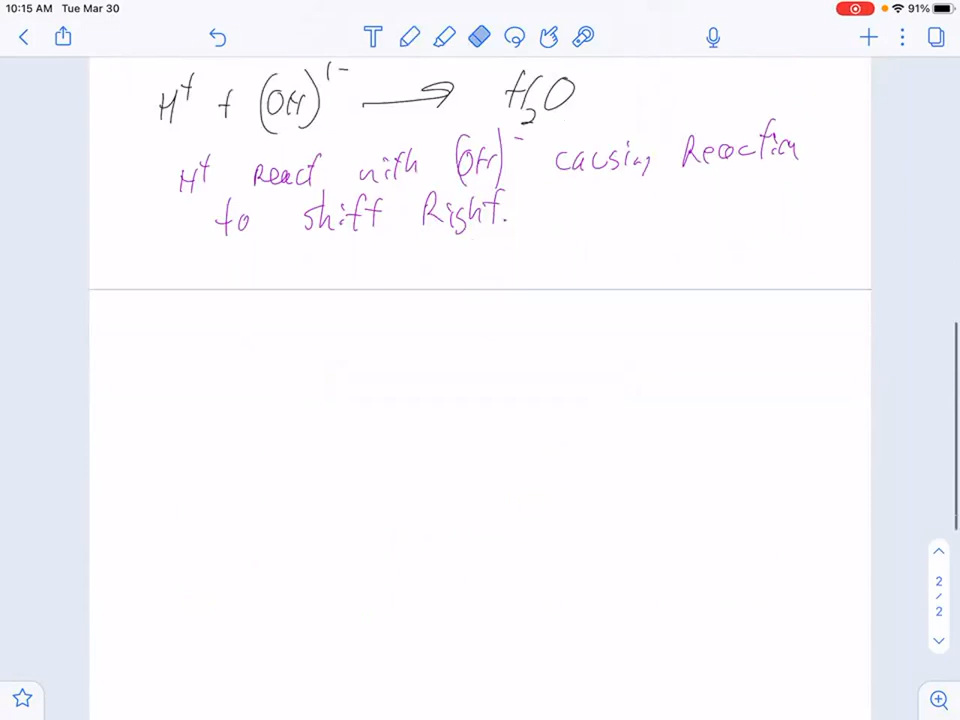 10:15 AM Tue Mar 30
91%
H⁺ + (OH)¹⁻ → H₂O
H⁺ React with (OH)⁻ causing Reaction
to shift Right.
2
/
2